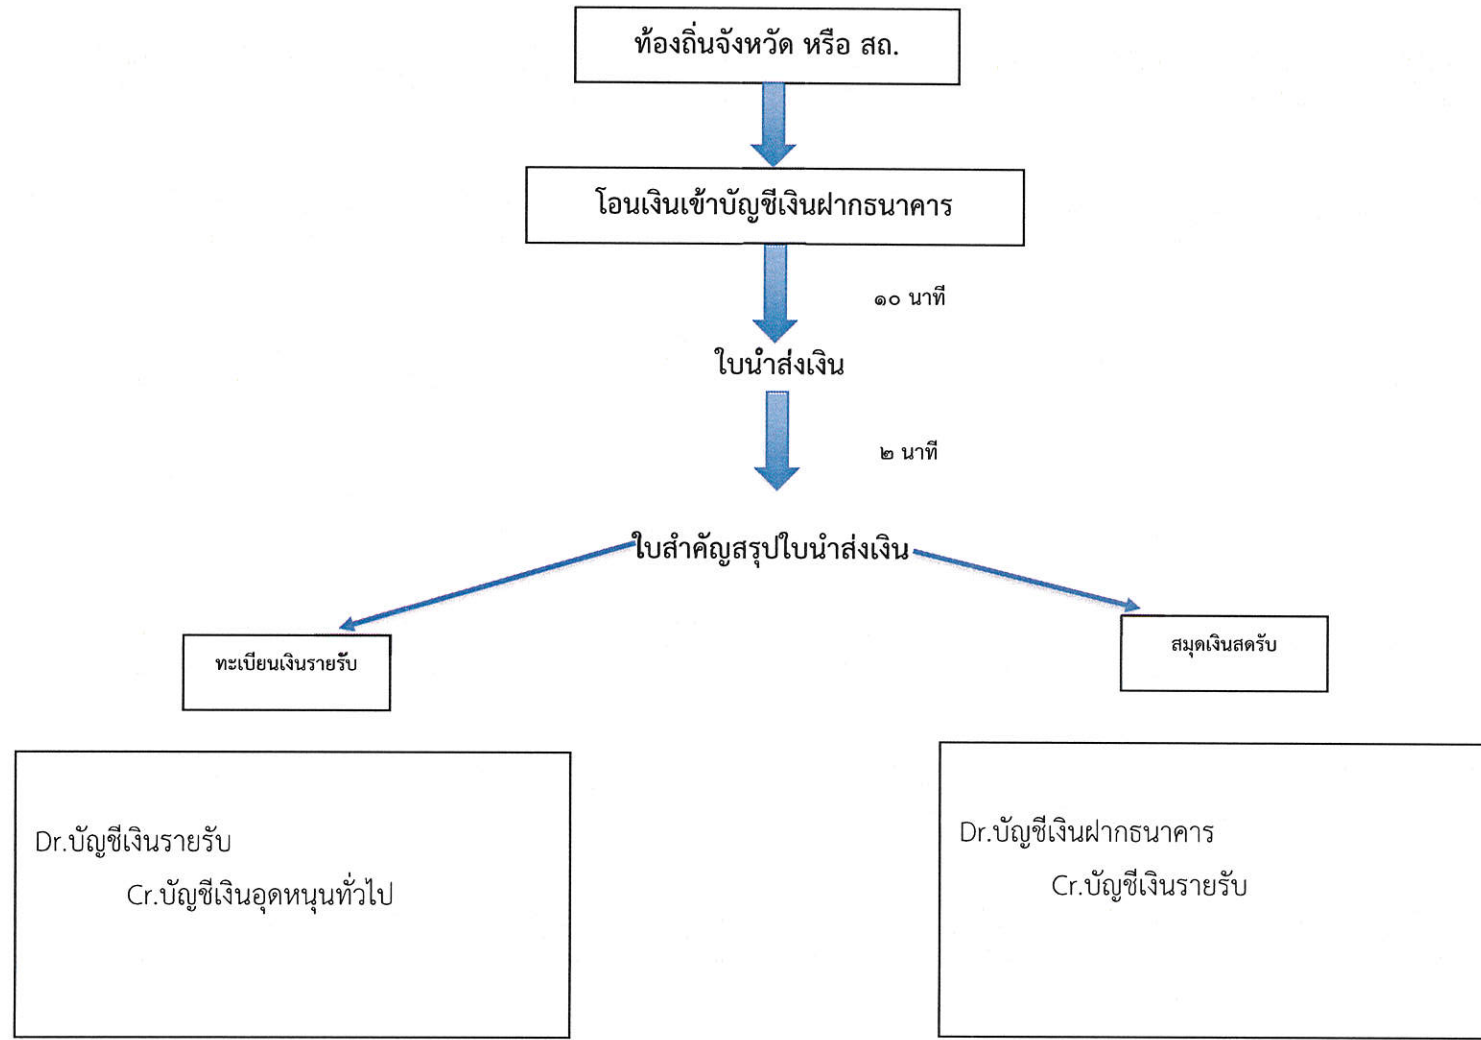 ท้องถิ่นจังหวัด หรือ สถ.
โอนเงินเข้าบัญชีเงินฝากธนาคาร
๑๐ นาที
ใบนำส่งเงิน
๒ นาที
ใบสำคัญสรุปใบนำส่งเงิน
ทะเบียนเงินรายรับ
สมุดเงินสดรับ
Dr.บัญชีเงินรายรับ
Cr.บัญชีเงินอุดหนุนทั่วไป
Dr.บัญชีเงินฝากธนาคาร
Cr.บัญชีเงินรายรับ